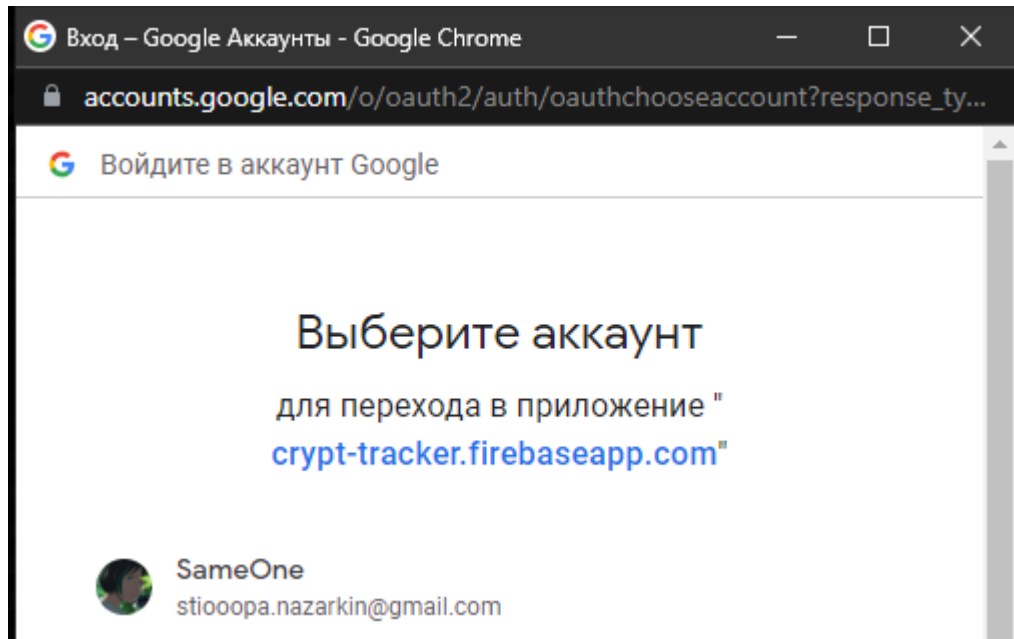 Вход – Google Аккаунты - Google Chrome
accounts.google.com/o/oauth2/auth/oauthchooseaccount?response_ty...
Войдите в аккаунт Google
Выберите аккаунт
для перехода в приложение "
crypt-tracker.firebaseapp.com"
SameOne
stiooopa.nazarkin@gmail.com